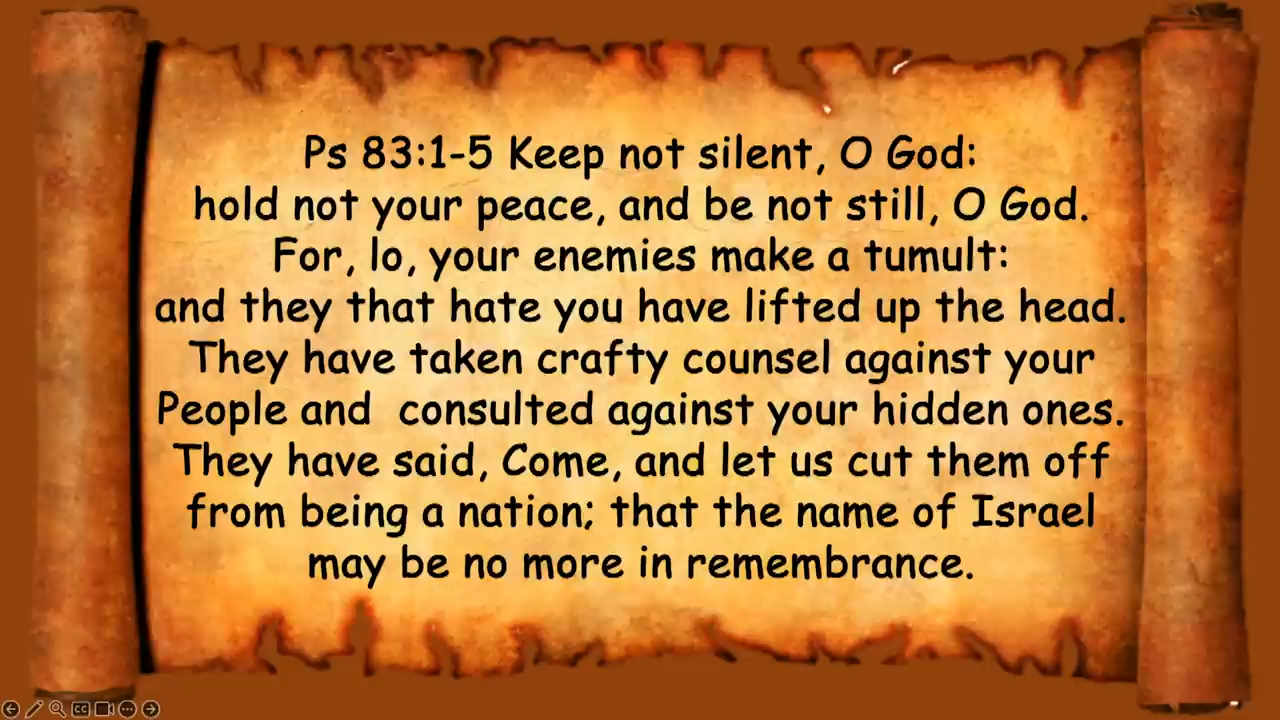 Ps 83:1-5 Keep not silent, O God:
hold not your peace, and be not still, O God.
For, lo, your enemies make a tumult:
and they that hate you have lifted up the head.
They have taken crafty counsel against your
People and  consulted against your hidden ones.
They have said, Come, and let us cut them off
from being a nation; that the name of Israel
may be no more in remembrance.
CC